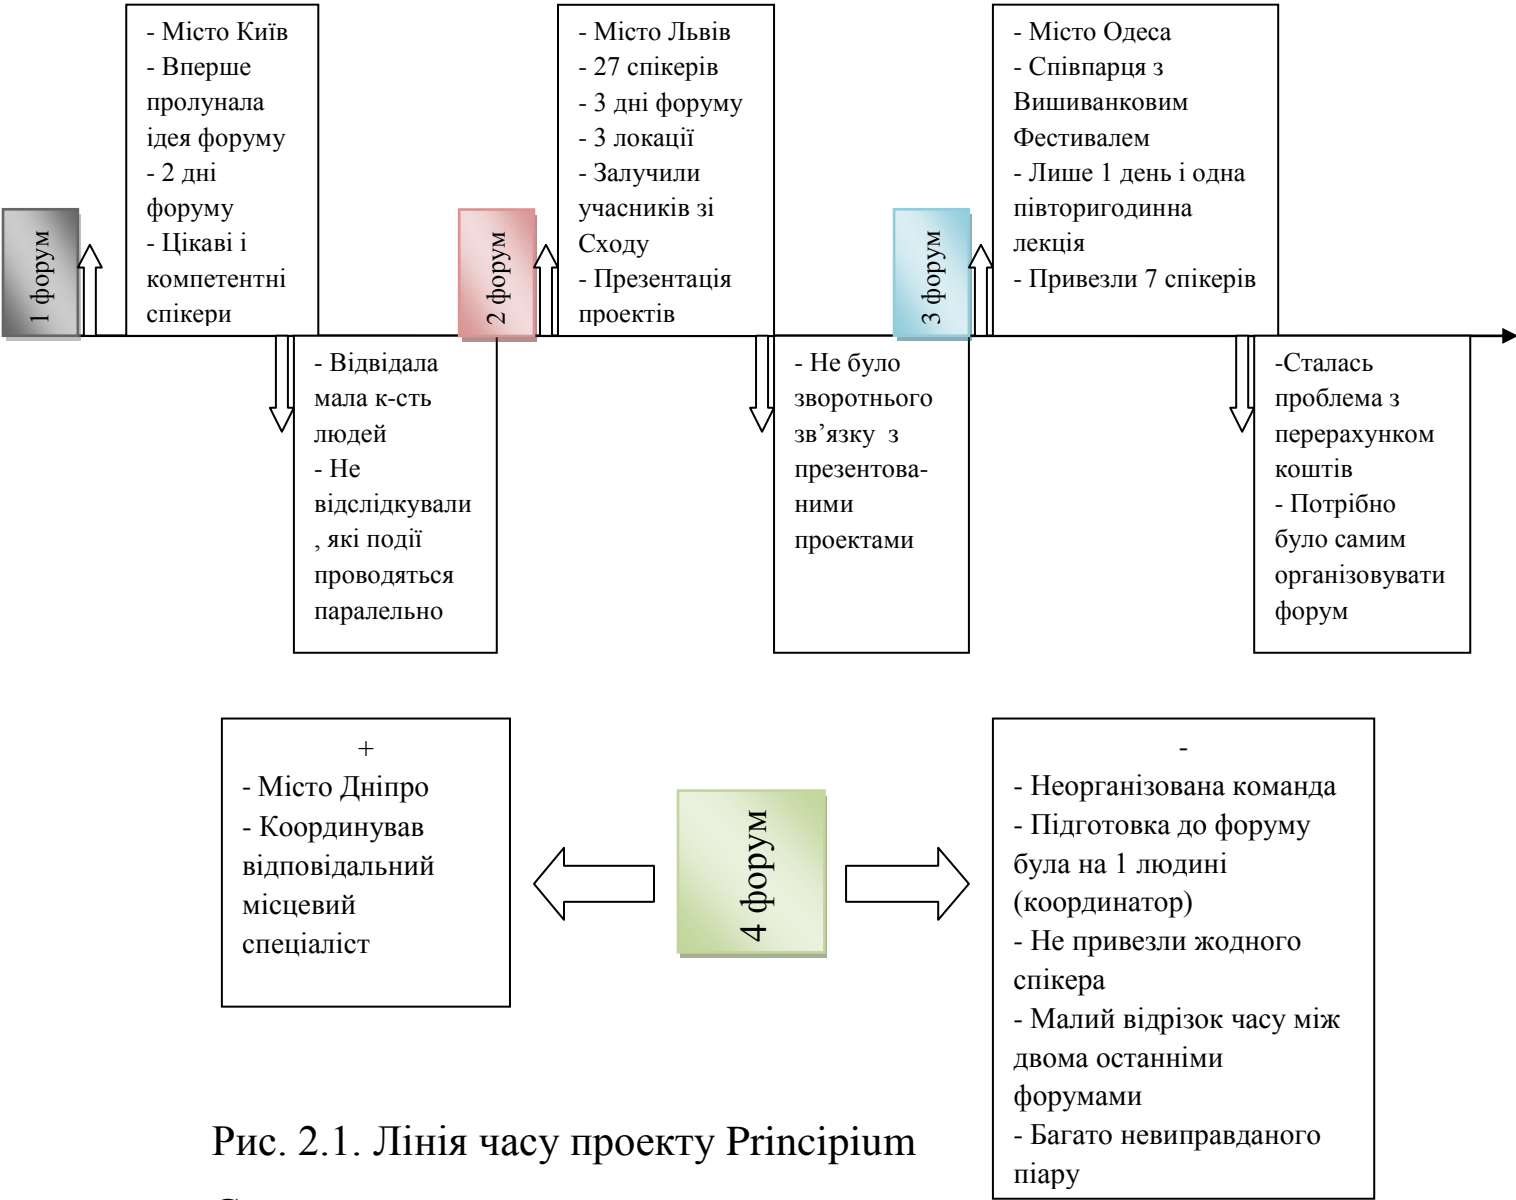 1 форум
- Місто Київ
- Вперше
пролунала
ідея форуму
- 2 дні
форуму
- Цікаві і
компетентні
спікери
- Відвідала
мала к-сть
людей
- Не
відслідкували
, які події
проводяться
паралельно
2 форум
- Місто Львів
- 27 спікерів
- 3 дні форуму
- 3 локації
- Залучили
учасників зі
Сходу
- Презентація
проектів
- Не було
зворотнього
зв’язку з
презентова-
ними
проектами
3 форум
- Місто Одеса
- Співпарця з
Вишиванковим
Фестивалем
- Лише 1 день і одна
півторигодинна
лекція
- Привезли 7 спікерів
-Сталась
проблема з
перерахунком
коштів
- Потрібно
було самим
організовувати
форум
+
- Місто Дніпро
- Координував
відповідальний
місцевий
спеціаліст
4 форум
-
- Неорганізована команда
- Підготовка до форуму
була на 1 людині
(координатор)
- Не привезли жодного
спікера
- Малий відрізок часу між
двома останніми
форумами
- Багато невиправданого
піару
Рис. 2.1. Лінія часу проекту Principium